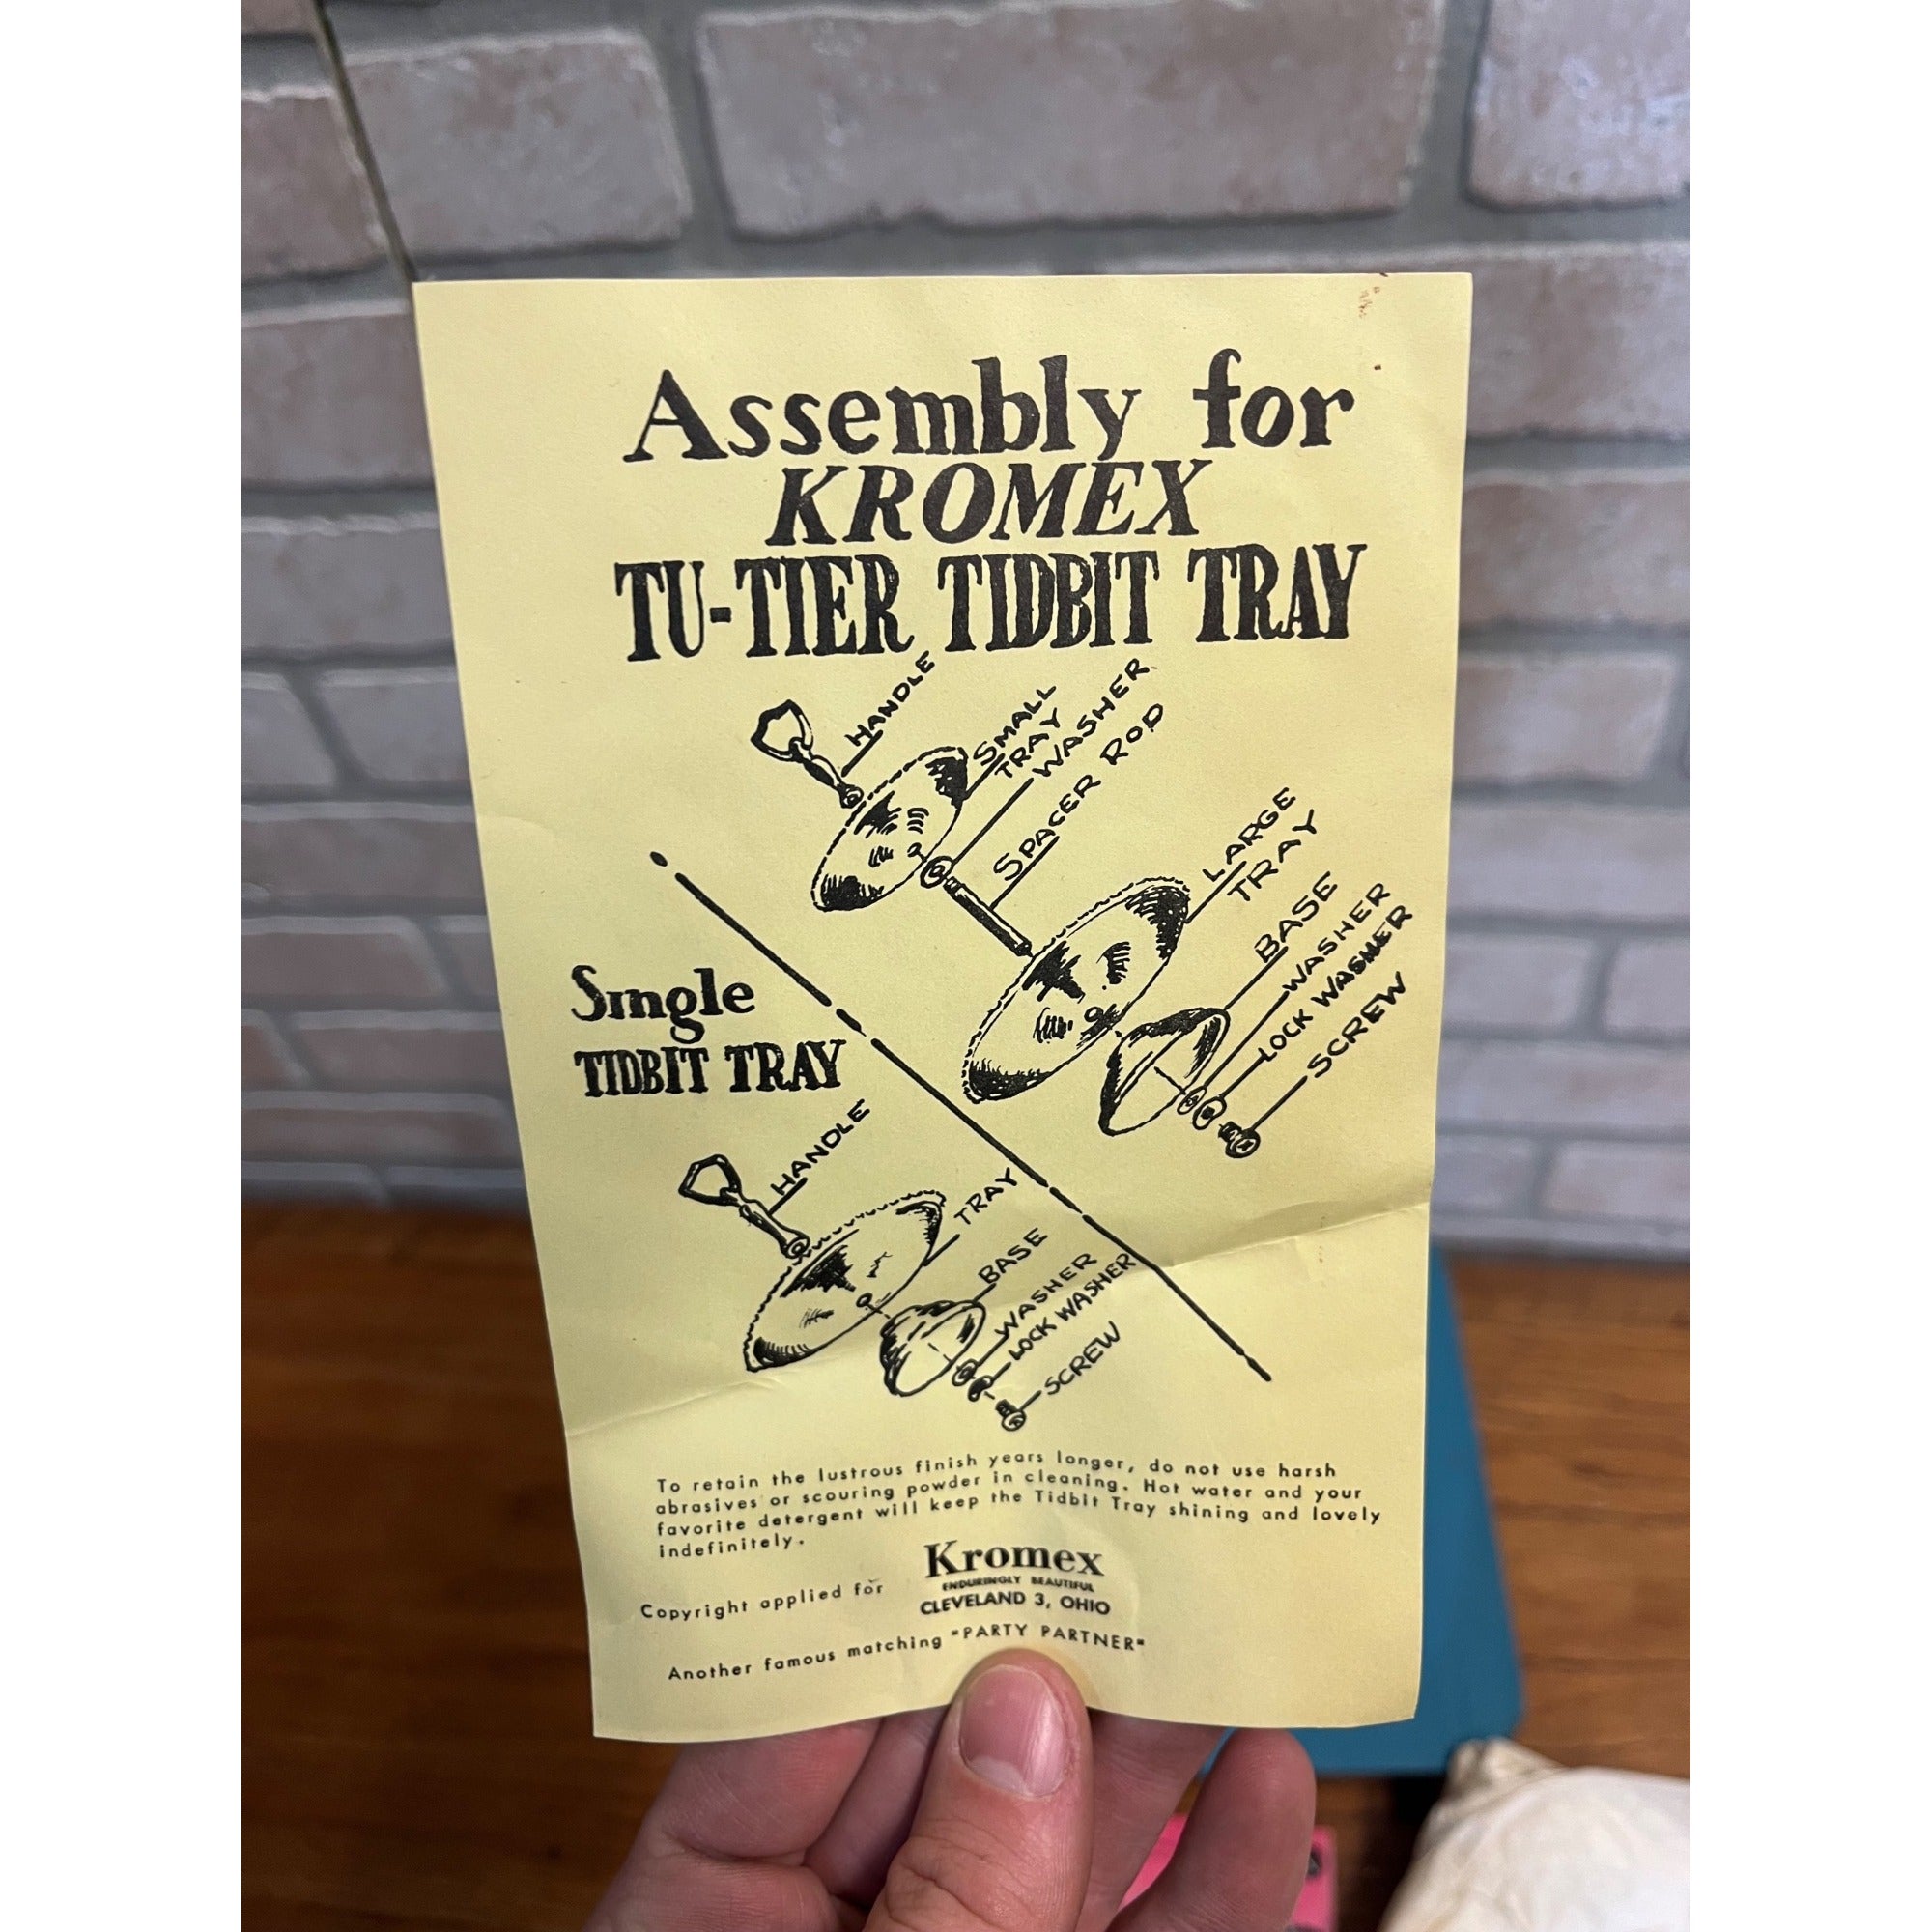 Assembly for
KROMEX
TU-TIER TIDBIT TRAY
HANDLE
SMALL
TRAY
WASHER
SPACER ROD
LARGE
TRAY
BASE
WASHER
LOCK WASHER
SCREW
Single
TIDBIT TRAY
HANDLE
TRAY
BASE
WASHER
LOCK WASHER
SCREW
To retain the lustrous finish years longer, do not use harsh
abrasives or scouring powder in cleaning. Hot water and your
favorite detergent will keep the Tidbit Tray shining and lovely
indefinitely.
Kromex
ENDURINGLY BEAUTIFUL
Copyright applied for
CLEVELAND 3, OHIO
Another famous matching "PARTY PARTNER"